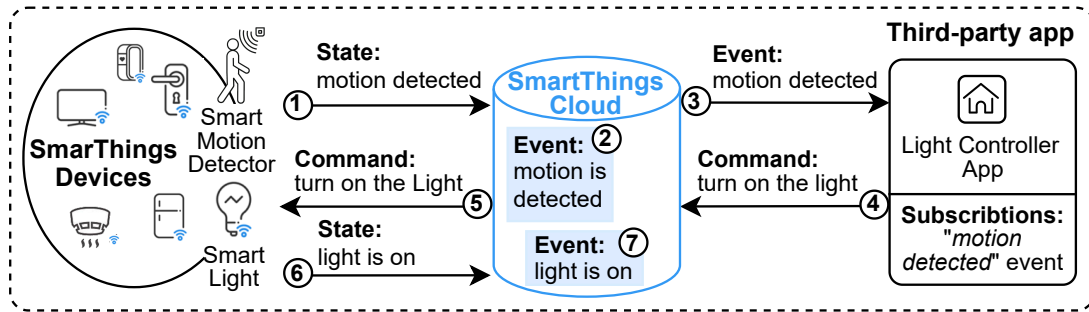 SmarThings
Devices
Smart
Motion
Detector
Smart
Light
State:
motion detected
1
Command:
turn on the Light
5
State:
light is on
6
SmartThings
Cloud
Event: 2
motion is
detected
Event: 7
light is on
Event:
motion detected
3
Command:
turn on the light
4
Third-party app
Light Controller
App
Subscribtions:
"motion
detected" event